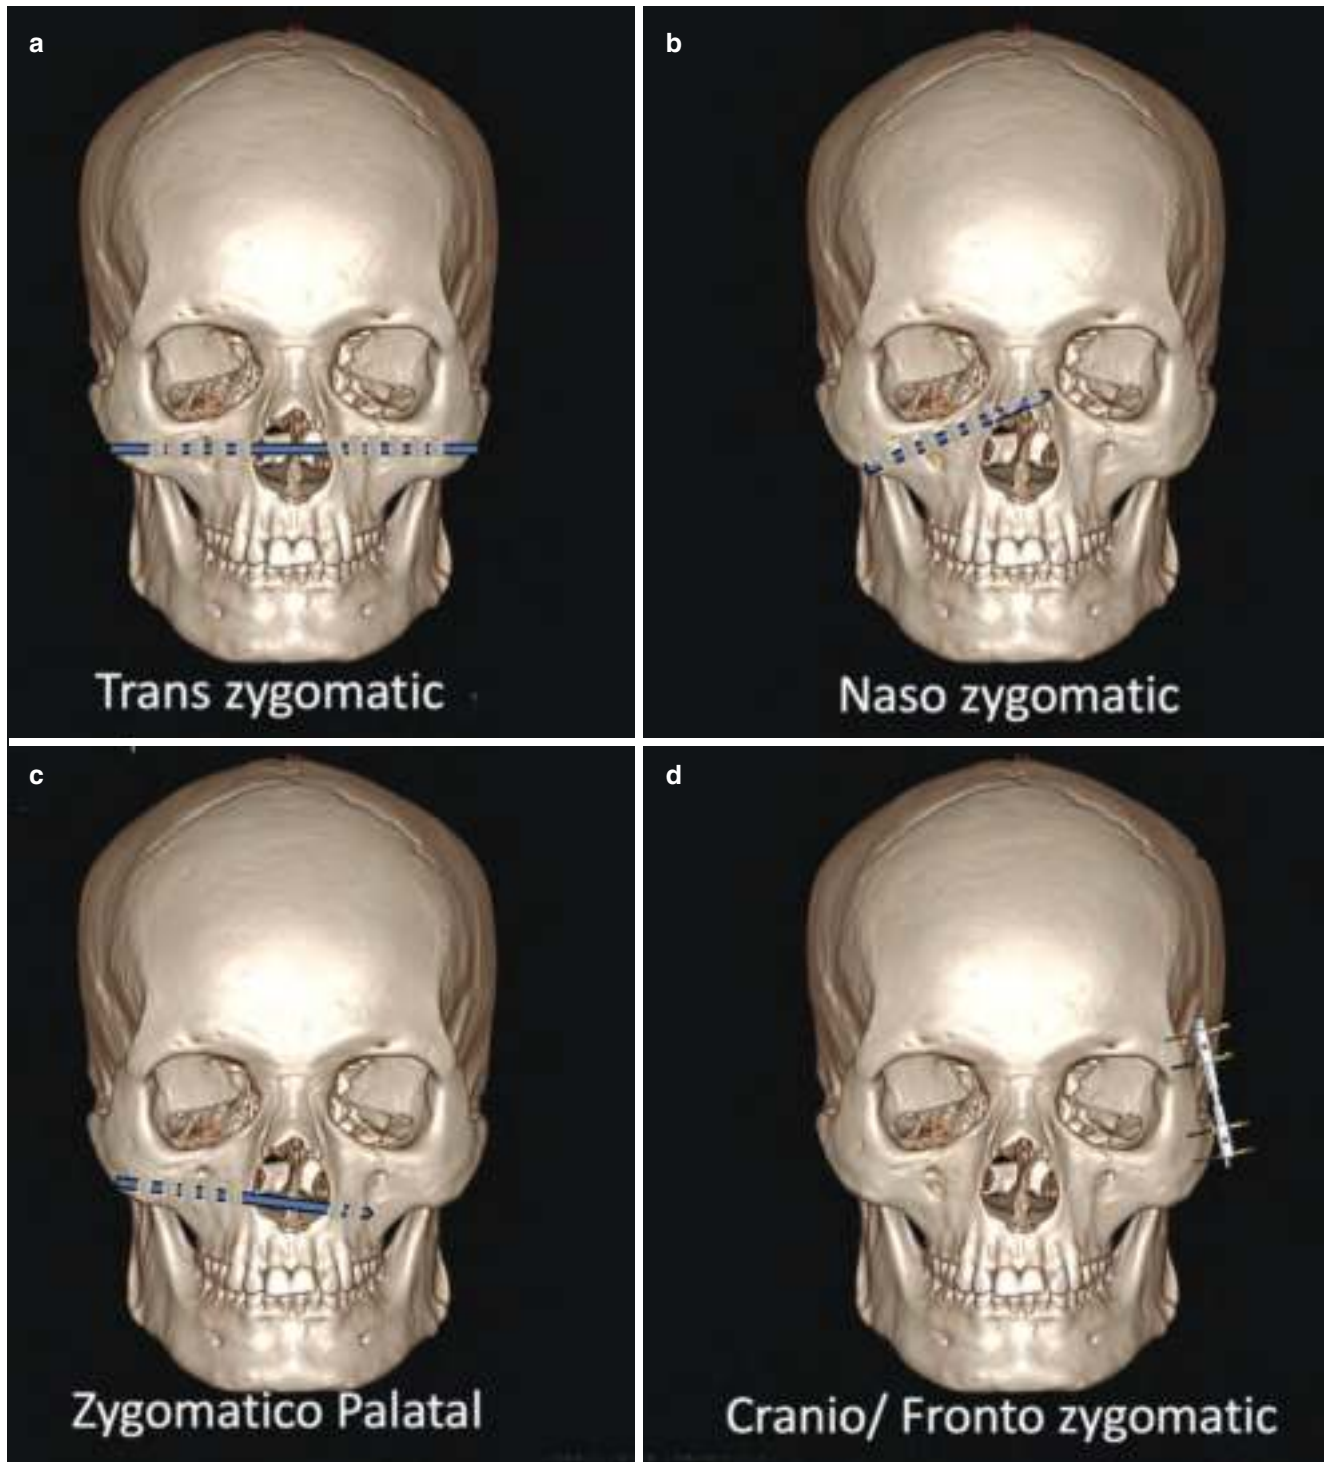 a
b
Trans zygomatic
Naso zygomatic
c
d
Zygomatico Palatal
Cranio/ Fronto zygomatic